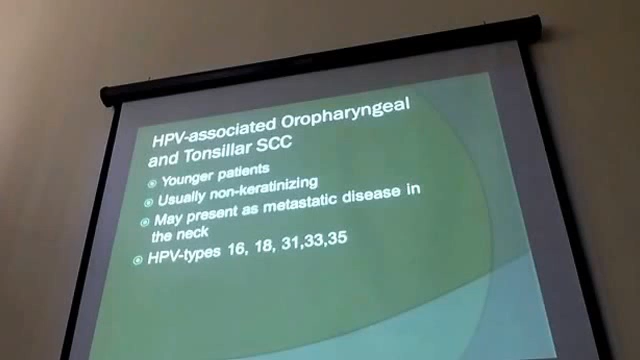 HPV-associated Oropharyngeal
and Tonsillar SCC
Younger patients
Usually non-keratinizing
May present as metastatic disease in
the neck
HPV-types 16, 18, 31,33,35